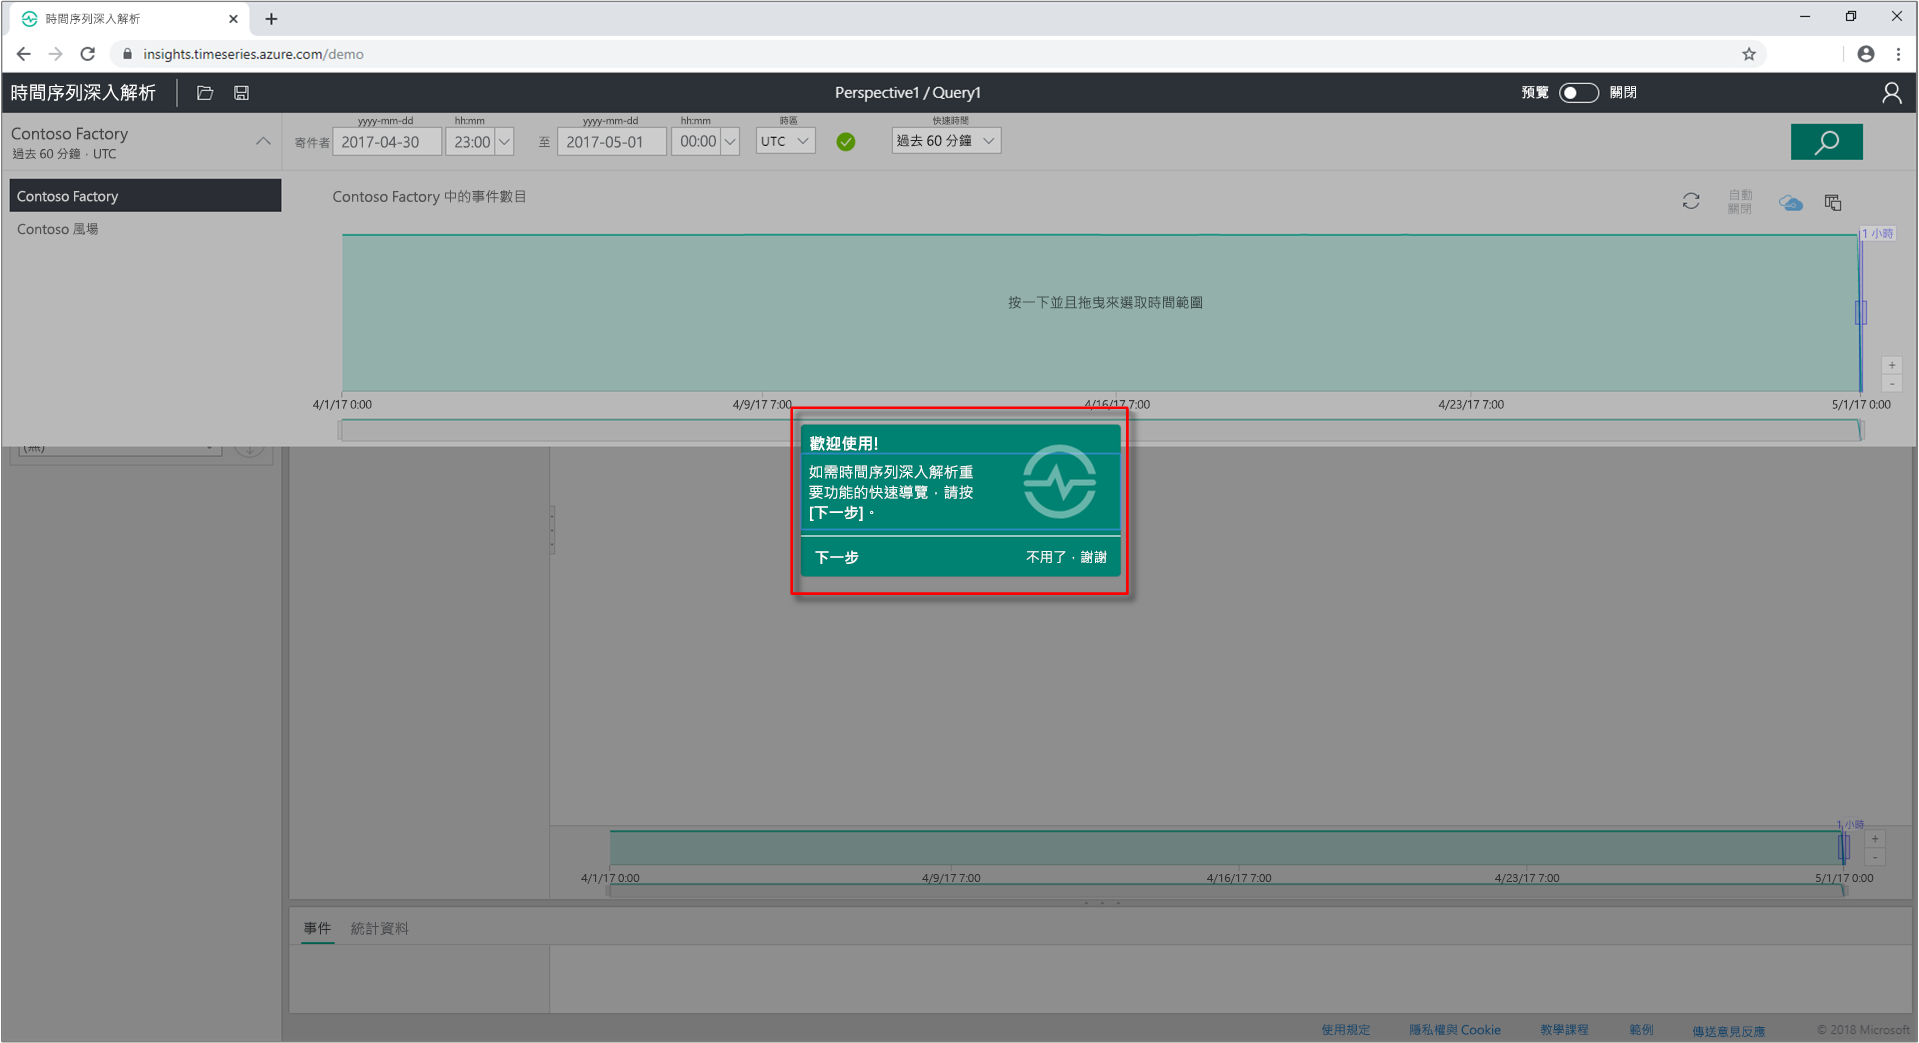 時間序列深入解析
insights.timeseries.azure.com/demo
時間序列深入解析
Perspective1 / Query1
預覽 關閉
Contoso Factory
過去 60 分鐘 · UTC
yyyy-mm-dd hh:mm yyyy-mm-dd hh:mm 時區 快速時間
寄件者 2017-04-30 23:00 至 2017-05-01 00:00 UTC 過去 60 分鐘
Contoso Factory
Contoso 風場
Contoso Factory 中的事件數目
自動
關閉
1 小時
按一下並且拖曳來選取時間範圍
+
-
4/1/17 0:00 4/9/17 7:00 4/16/17 7:00 4/23/17 7:00 5/1/17 0:00
(無)
歡迎使用!
如需時間序列深入解析重
要功能的快速導覽，請按
[下一步]。
下一步 不用了，謝謝
1 小時
+
-
4/1/17 0:00 4/9/17 7:00 4/16/17 7:00 4/23/17 7:00 5/1/17 0:00
事件 統計資料
使用規定 隱私權與 Cookie 教學課程 範例 傳送意見反應 © 2018 Microsoft